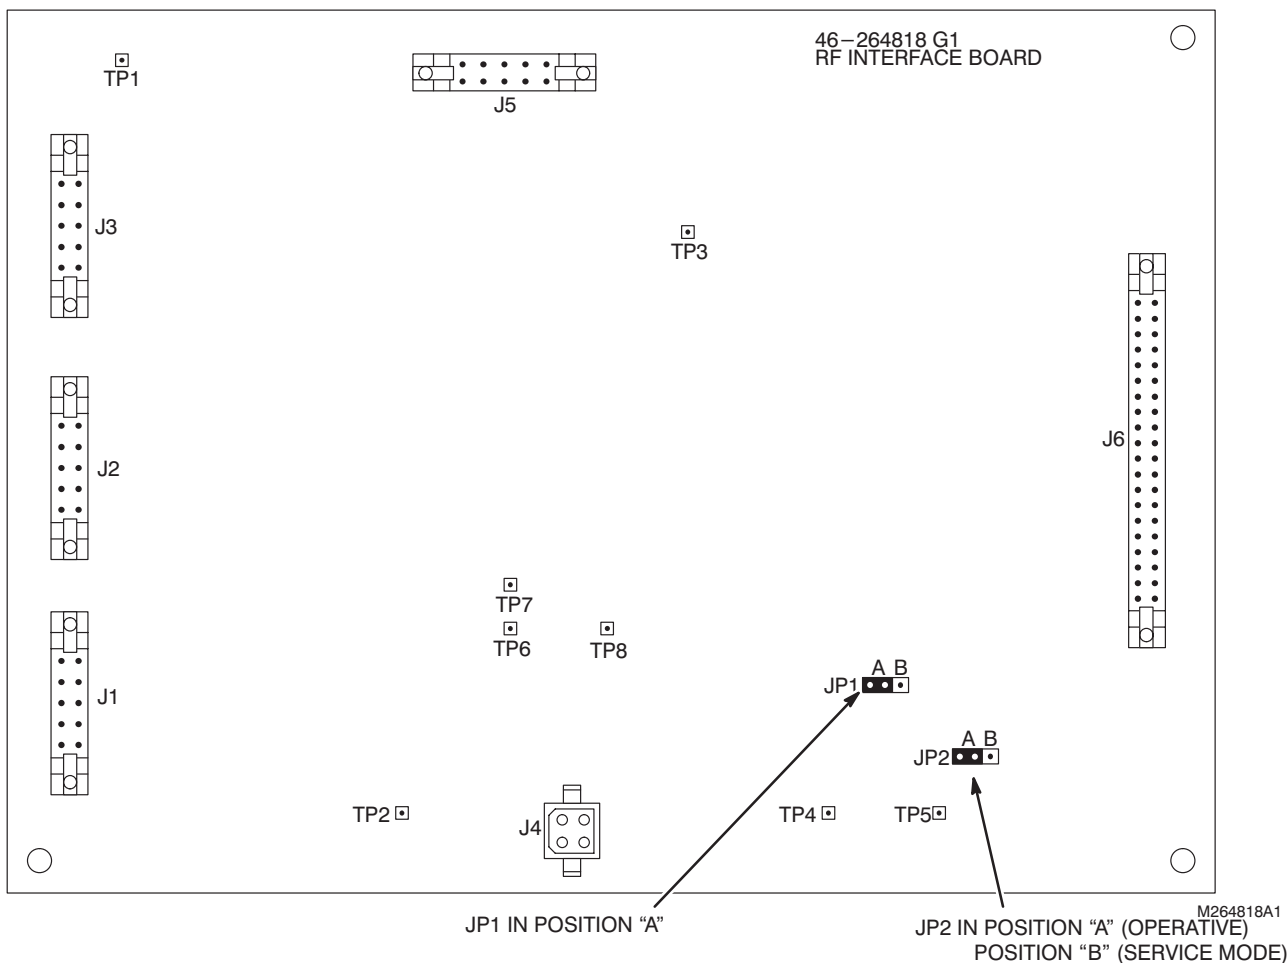 46−264818 G1
RF INTERFACE BOARD
TP1
J5
J3
TP3
J6
J2
TP7
TP6
TP8
A B
JP1
J1
A B
JP2
TP2
J4
TP4
TP5
M264818A1
JP1 IN POSITION “A”
JP2 IN POSITION “A” (OPERATIVE)
POSITION “B” (SERVICE MODE)